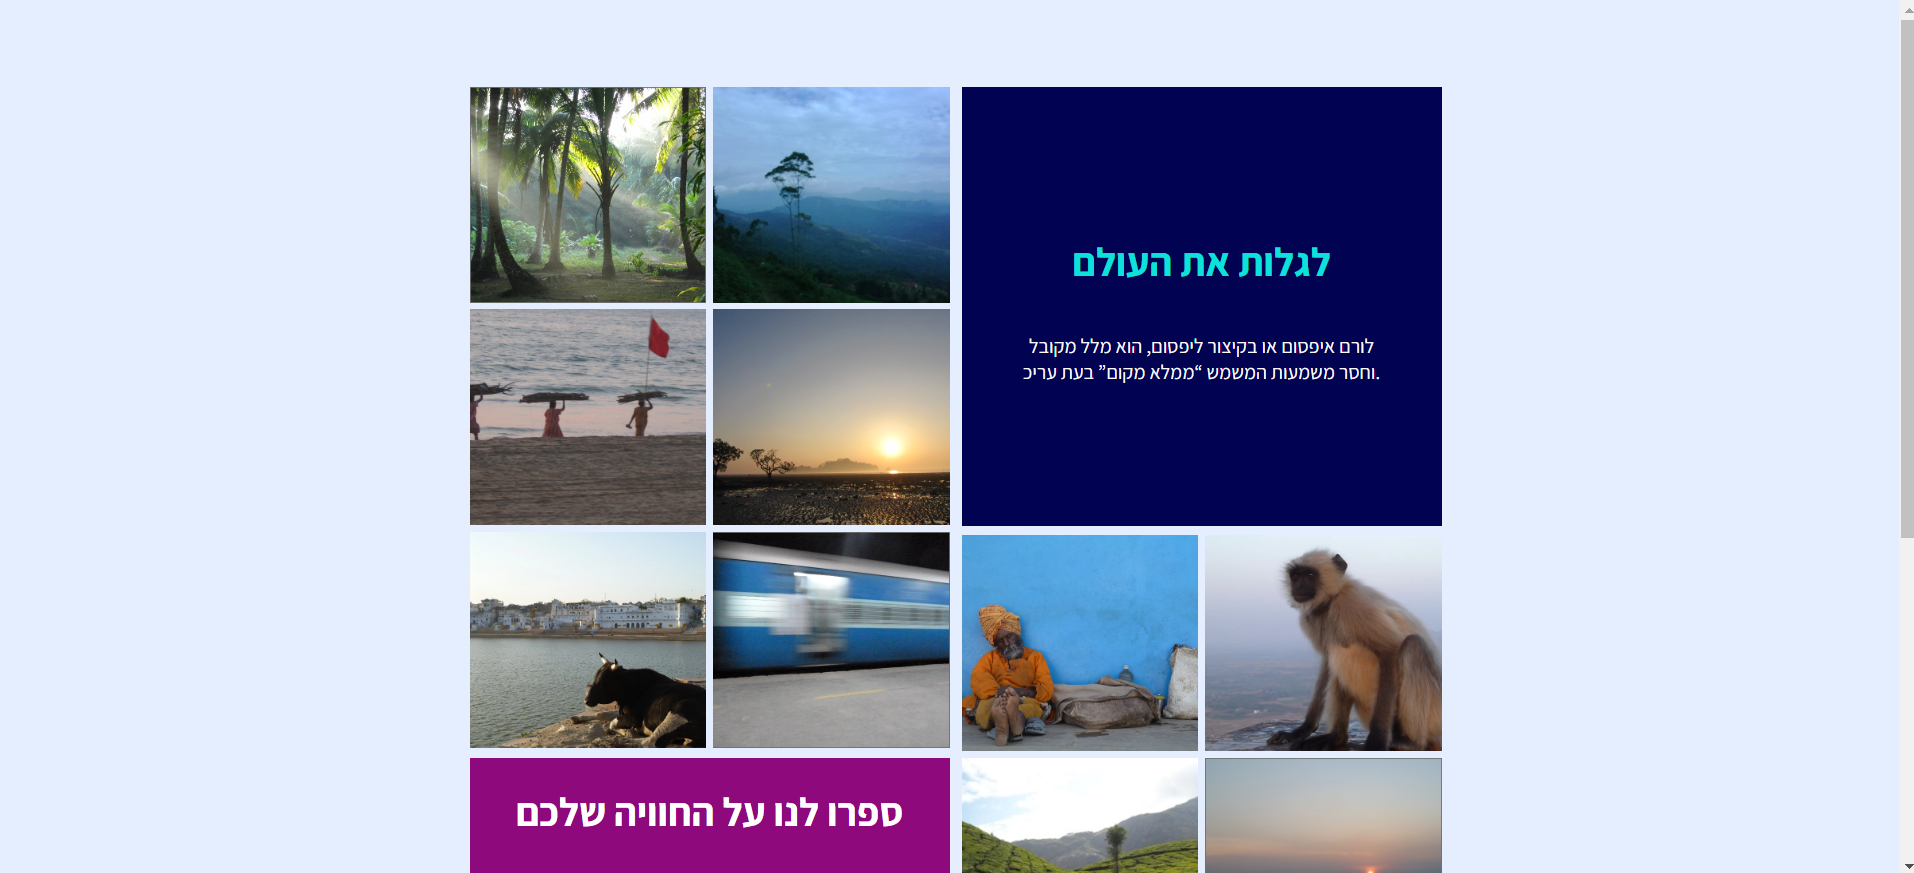 לגלות את העולם
לורם איפסום או בקיצור ליפסום, הוא מלל מקובל
וחסר משמעות המשמש “ממלא מקום” בעת עריכ.
ספרו לנו על החוויה שלכם